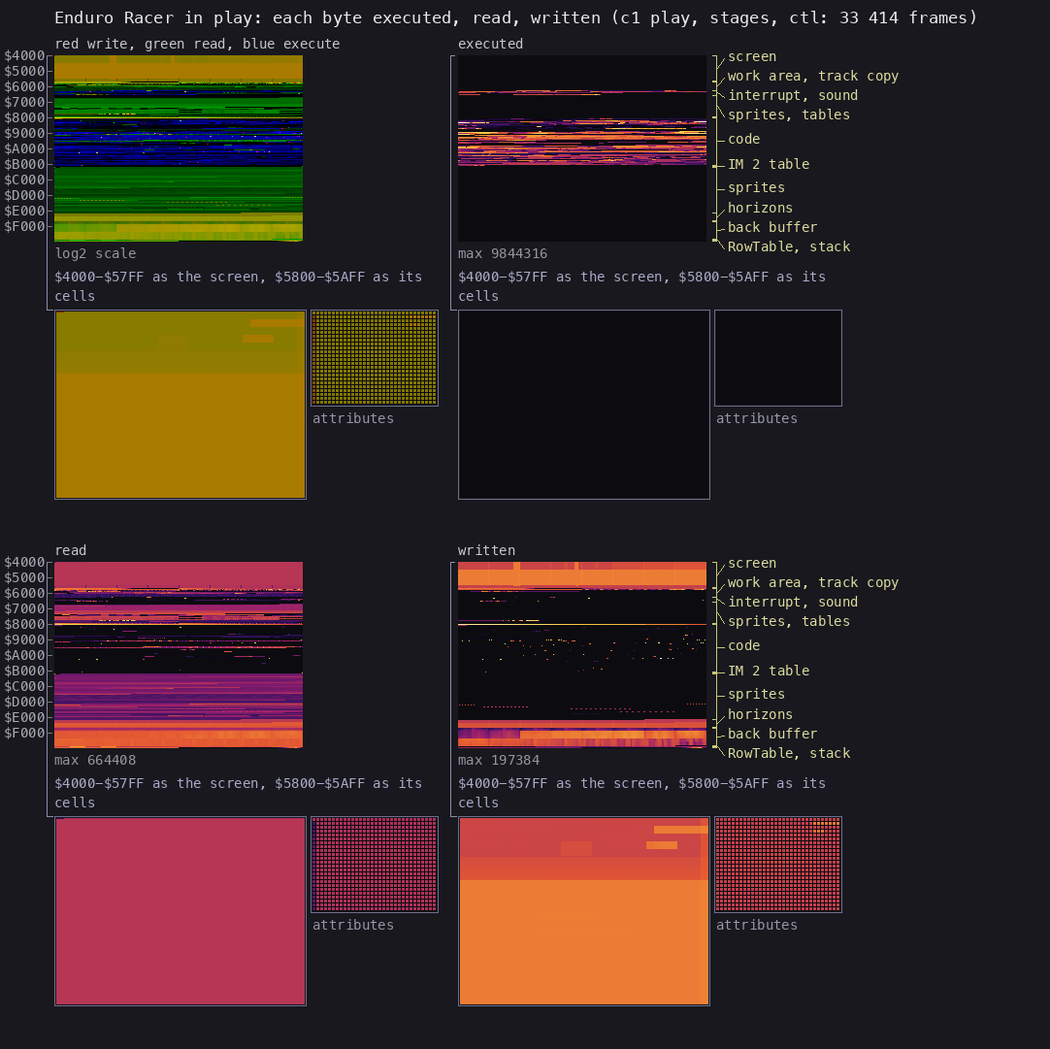 Enduro Racer in play: each byte executed, read, written (c1 play, stages, ctl: 33 414 frames)
red write, green read, blue execute
executed
$4000
$5000
$6000
$7000
$8000
$9000
$A000
$B000
$C000
$D000
$E000
$F000
screen
work area, track copy
interrupt, sound
sprites, tables
code
IM 2 table
sprites
horizons
back buffer
RowTable, stack
log2 scale
max 9844316
$4000–$57FF as the screen, $5800–$5AFF as its
cells
$4000–$57FF as the screen, $5800–$5AFF as its
cells
attributes
attributes
read
written
$4000
$5000
$6000
$7000
$8000
$9000
$A000
$B000
$C000
$D000
$E000
$F000
screen
work area, track copy
interrupt, sound
sprites, tables
code
IM 2 table
sprites
horizons
back buffer
RowTable, stack
max 664408
max 197384
$4000–$57FF as the screen, $5800–$5AFF as its
cells
$4000–$57FF as the screen, $5800–$5AFF as its
cells
attributes
attributes